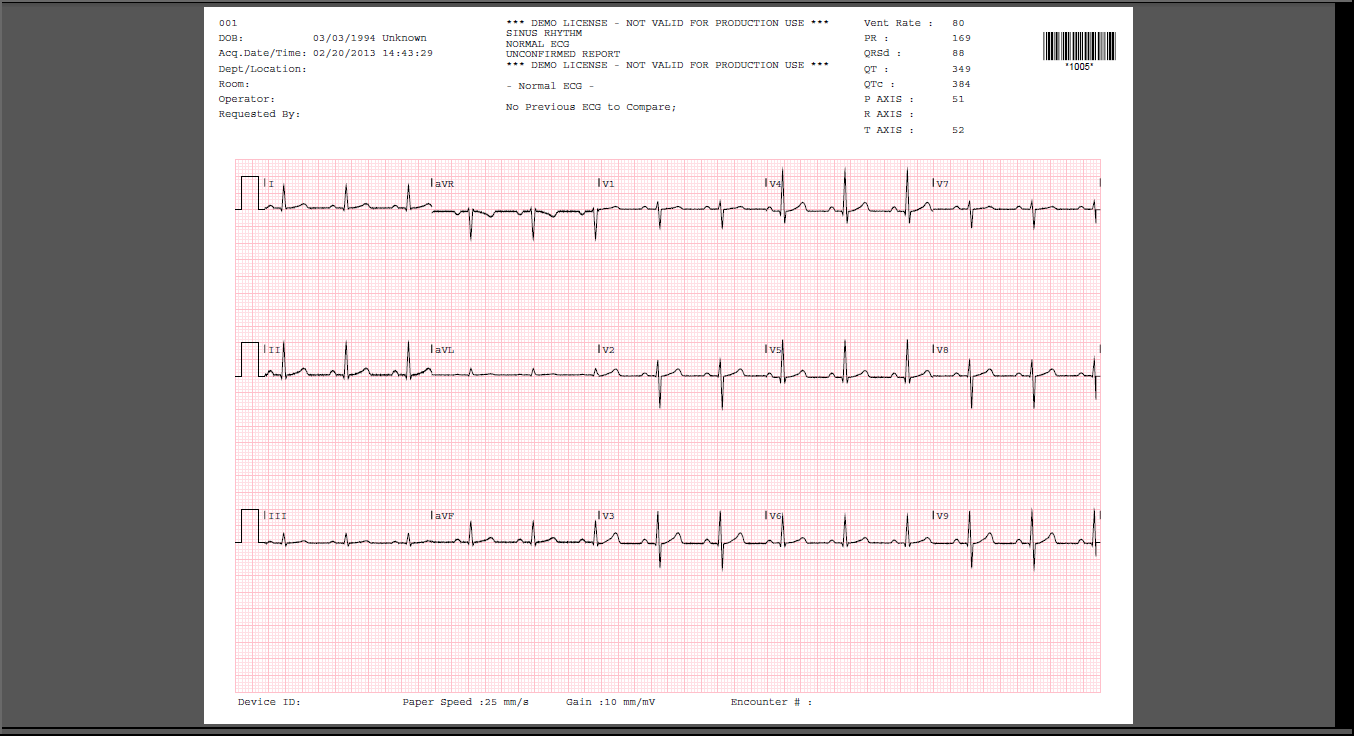 001
DOB: 03/03/1994 Unknown
Acq.Date/Time: 02/20/2013 14:43:29
Dept/Location:
Room:
Operator:
Requested By:
*** DEMO LICENSE - NOT VALID FOR PRODUCTION USE ***
SINUS RHYTHM
NORMAL ECG
UNCONFIRMED REPORT
*** DEMO LICENSE - NOT VALID FOR PRODUCTION USE ***
- Normal ECG -
No Previous ECG to Compare;
Vent Rate : 80
PR : 169
QRSd : 88
QT : 349
QTc : 384
P AXIS : 51
R AXIS :
T AXIS : 52
*1005*
I aVR V1 V4 V7
II aVL V2 V5 V8
III aVF V3 V6 V9
Device ID: Paper Speed :25 mm/s Gain :10 mm/mV Encounter # :